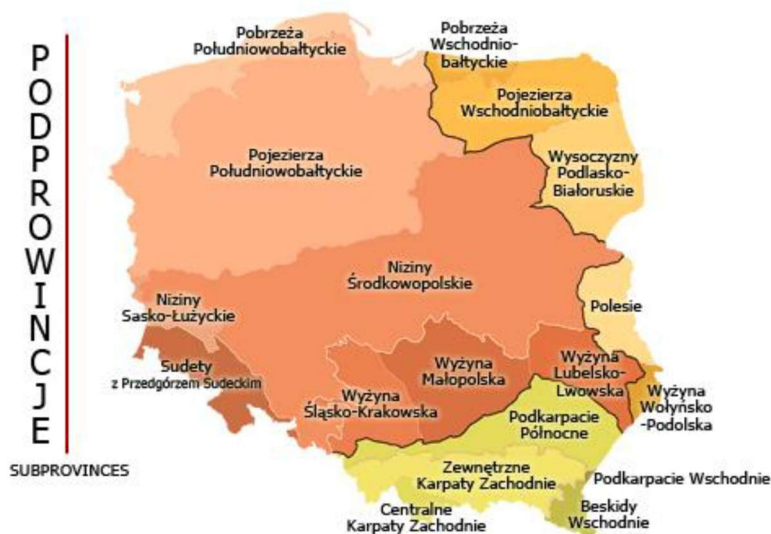 PODPROWINCJE
SUBPROVINCES
Pobrzeża
Południowobałtyckie
Pobrzeża
Wschodnio-
bałtyckie
Pojezierza
Wschodniobałtyckie
Pojezierza
Południowobałtyckie
Wysoczyzny
Podlasko-
Białoruskie
Niziny
Środkowopolskie
Niziny
Sasko-Łużyckie
Polesie
Sudety
z Przedgórzem Sudeckim
Wyżyna
Śląsko-Krakowska
Wyżyna
Małopolska
Wyżyna
Lubelsko-
Lwowska
Wyżyna
Wołyńsko
-Podolska
Podkarpacie
Północne
Zewnętrzne
Karpaty Zachodnie
Podkarpacie Wschodnie
Centralne
Karpaty Zachodnie
Beskidy
Wschodnie